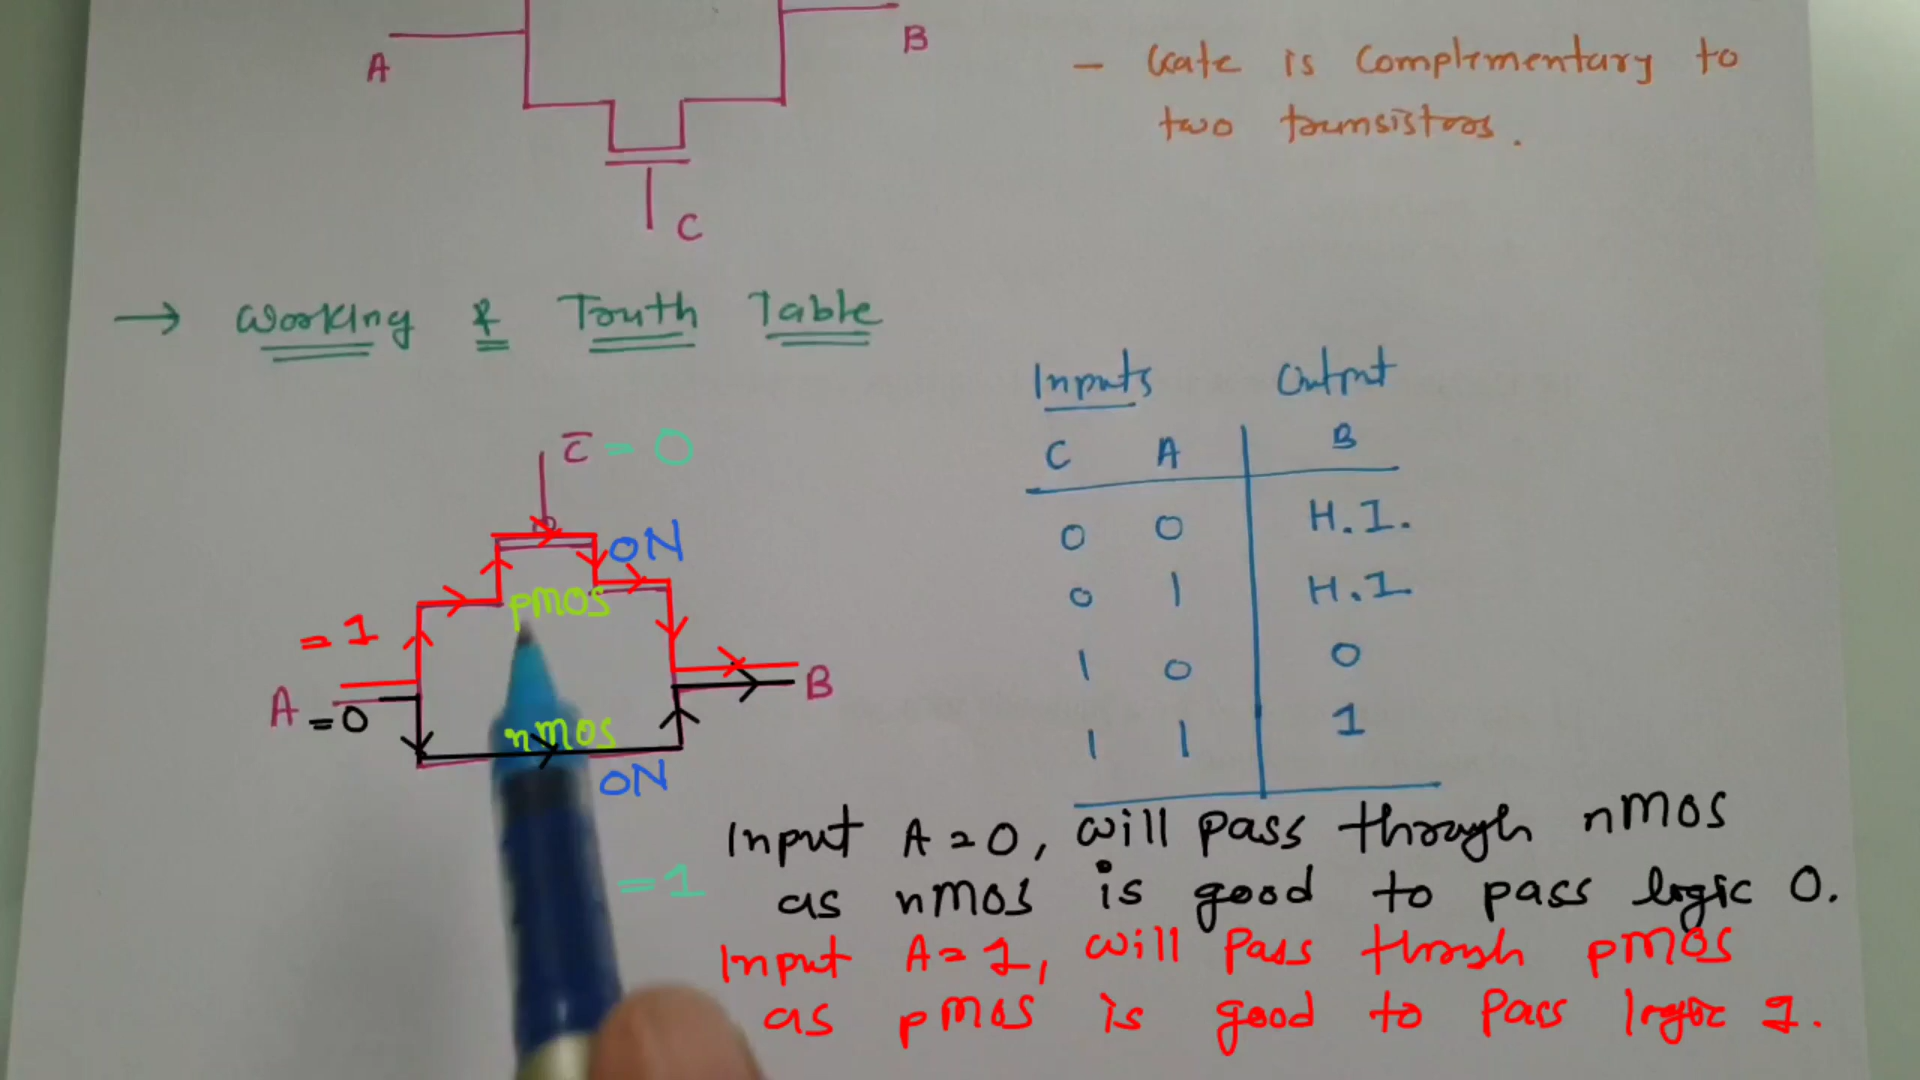 A
B
- Gate is complementary to
two transistors.
C
→ Working & Truth Table
Inputs Output
C A B
0 0 H.I.
0 1 H.I
1 0 0
1 1 1
C̅ = 0
ON
pmos
= 1
A = 0
B
nmos
ON
= 1
Input A = 0, will pass through nMOS
as nMOS is good to pass logic 0.
Input A = 1, will pass through pMOS
as pMOS is good to pass logic 1.